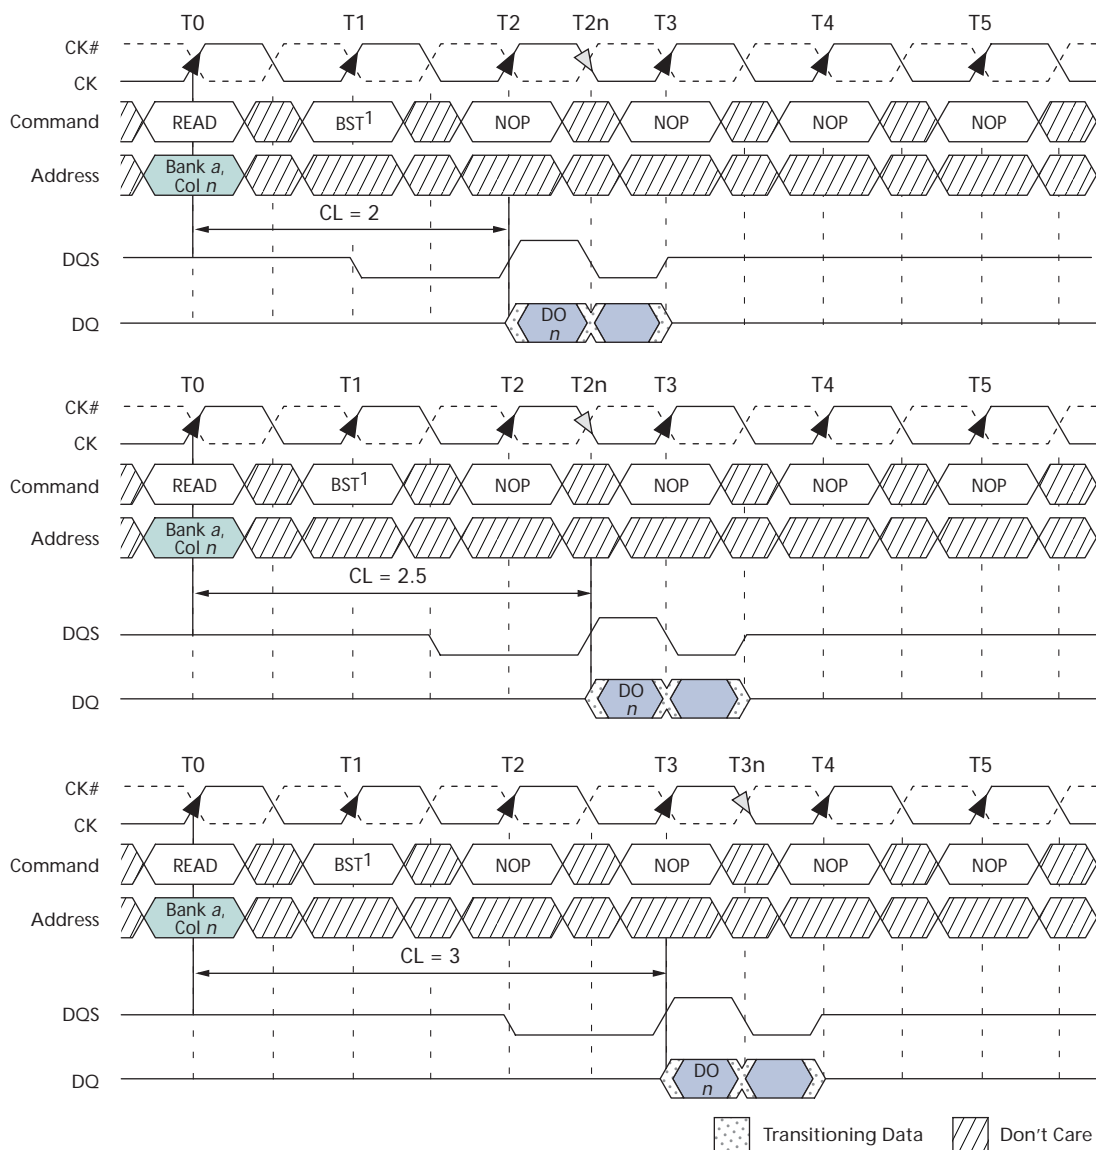 T0 T1 T2 T2n T3 T4 T5
CK#
CK
Command READ BST1 NOP NOP NOP NOP
Address Bank a,
Col n
CL = 2
DQS
DQ DO
n
T0 T1 T2 T2n T3 T4 T5
CK#
CK
Command READ BST1 NOP NOP NOP NOP
Address Bank a,
Col n
CL = 2.5
DQS
DQ DO
n
T0 T1 T2 T3 T3n T4 T5
CK#
CK
Command READ BST1 NOP NOP NOP NOP
Address Bank a,
Col n
CL = 3
DQS
DQ DO
n
Transitioning Data Don't Care